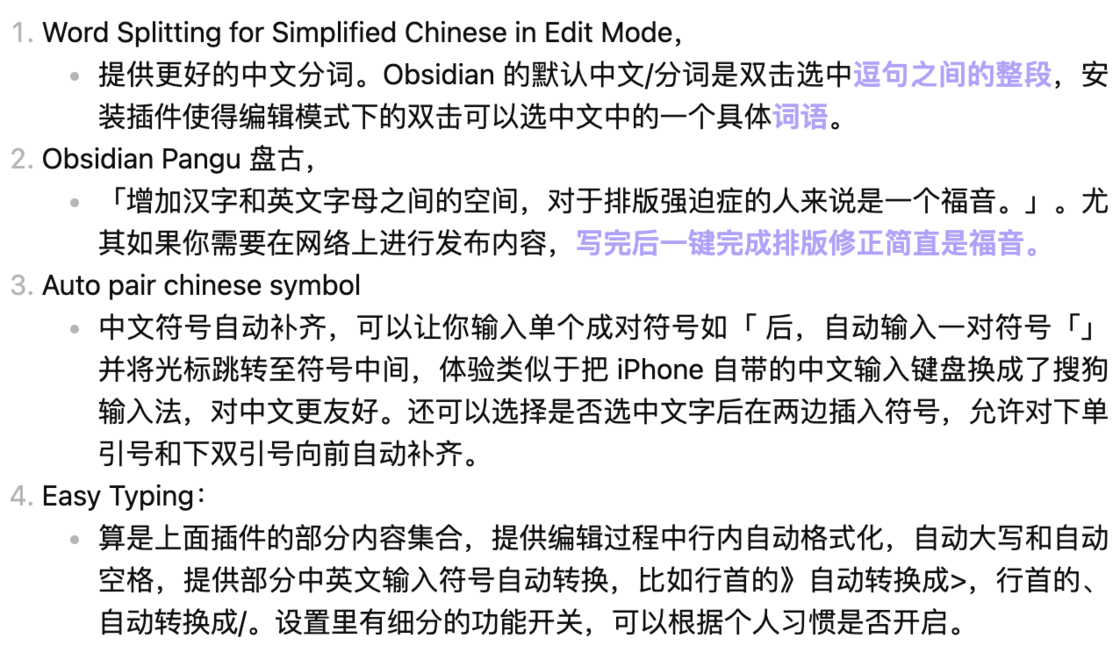 1. Word Splitting for Simplified Chinese in Edit Mode，
• 提供更好的中文分词。Obsidian 的默认中文/分词是双击选中逗句之间的整段，安
装插件使得编辑模式下的双击可以选中文中的一个具体词语。
2. Obsidian Pangu 盘古，
• 「增加汉字和英文字母之间的空间，对于排版强迫症的人来说是一个福音。」。尤
其如果你需要在网络上进行发布内容，写完后一键完成排版修正简直是福音。
3. Auto pair chinese symbol
• 中文符号自动补齐，可以让你输入单个成对符号如「 后，自动输入一对符号「」
并将光标跳转至符号中间，体验类似于把 iPhone 自带的中文输入键盘换成了搜狗
输入法，对中文更友好。还可以选择是否选中文字后在两边插入符号，允许对下单
引号和下双引号向前自动补齐。
4. Easy Typing：
• 算是上面插件的部分内容集合，提供编辑过程中行内自动格式化，自动大写和自动
空格，提供部分中英文输入符号自动转换，比如行首的》自动转换成>，行首的、
自动转换成/。设置里有细分的功能开关，可以根据个人习惯是否开启。